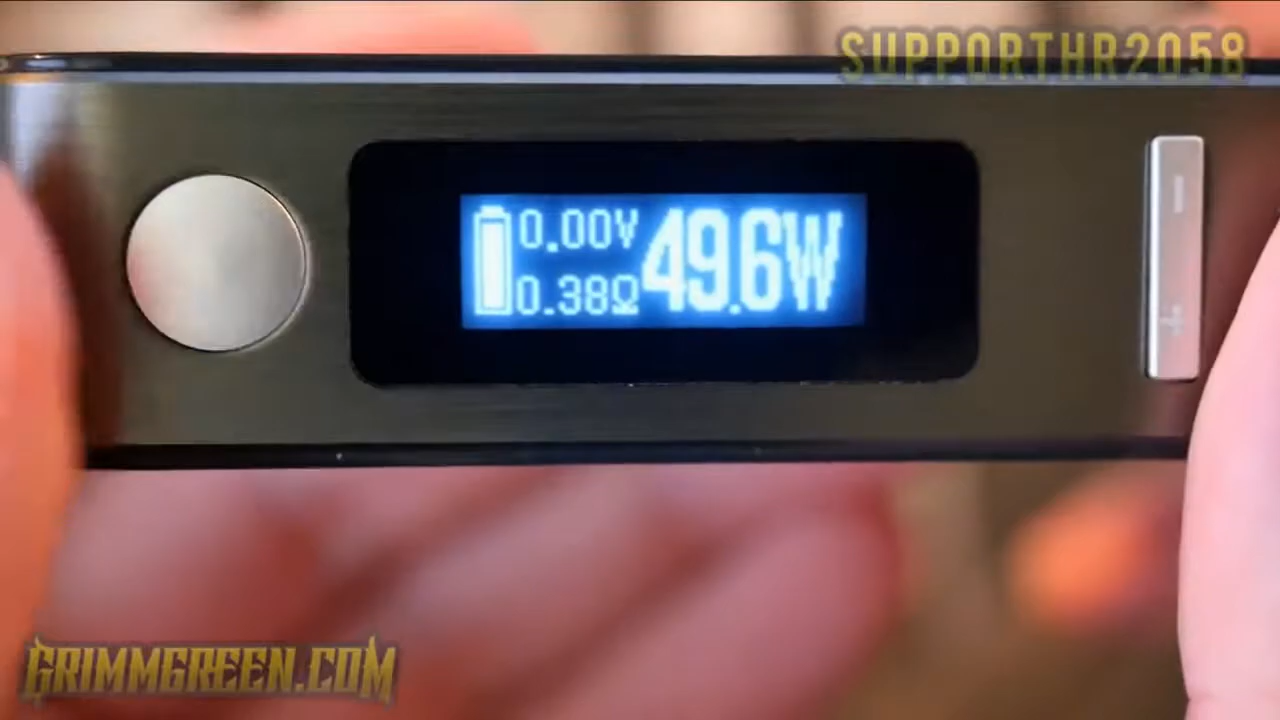 SUPPORTHR2058
0.00V
49.6W
0.38Ω
-
+
GRIMMGREEN.COM